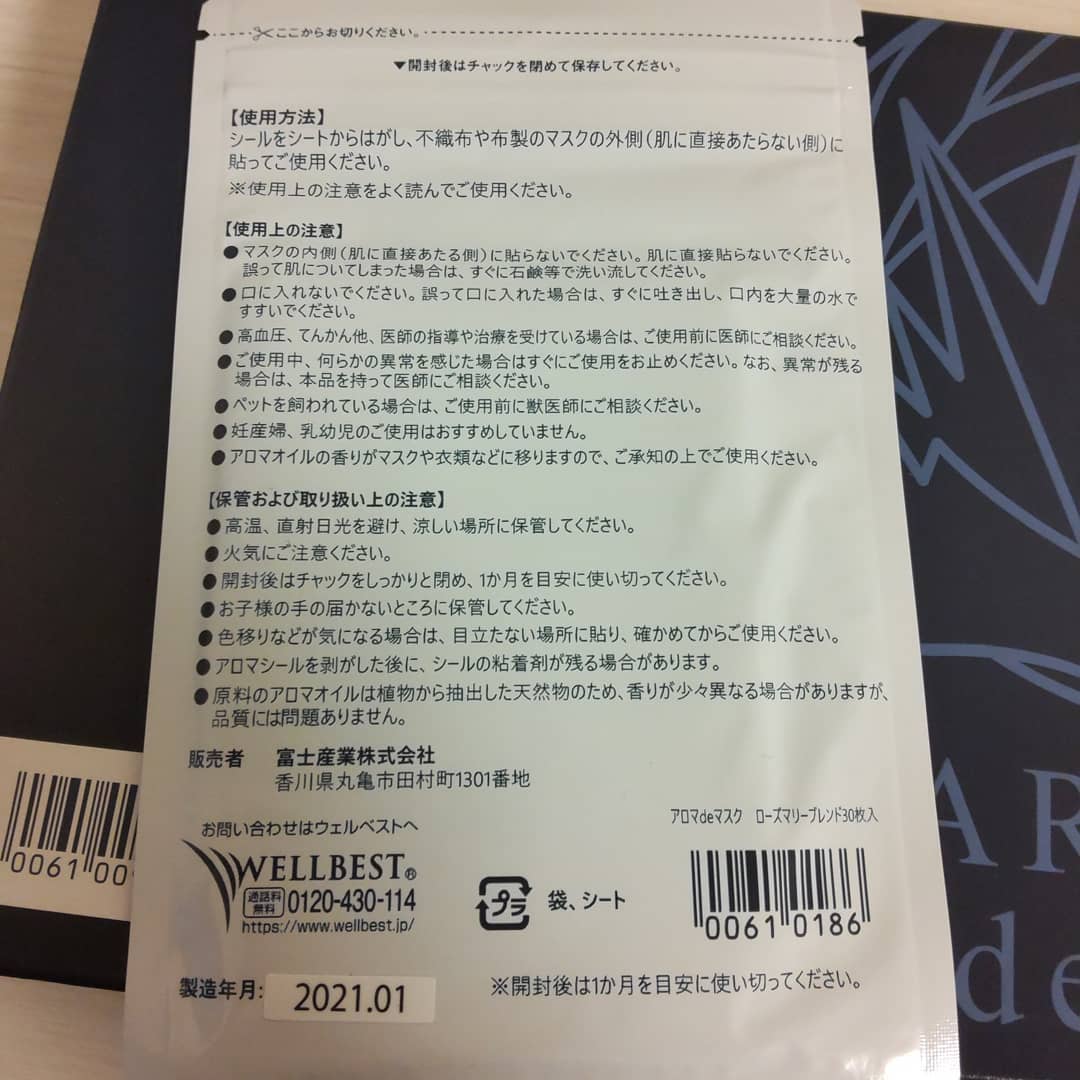 ここからお切りください。
▼開封後はチャックを閉めて保存してください。
【使用方法】
シールをシートからはがし、不織布や布製のマスクの外側（肌に直接あたらない側）に
貼ってご使用ください。
※使用上の注意をよく読んでご使用ください。
【使用上の注意】
●マスクの内側（肌に直接あたる側）に貼らないでください。肌に直接貼らないでください。
誤って肌についてしまった場合は、すぐに石鹸等で洗い流してください。
●口に入れないでください。誤って口に入れた場合は、すぐに吐き出し、口内を大量の水で
すすいでください。
●高血圧、てんかん他、医師の指導や治療を受けている場合は、ご使用前に医師にご相談ください。
●ご使用中、何らかの異常を感じた場合はすぐにご使用をお止めください。なお、異常が残る
場合は、本品を持って医師にご相談ください。
●ペットを飼われている場合は、ご使用前に獣医師にご相談ください。
●妊産婦、乳幼児のご使用はおすすめしていません。
●アロマオイルの香りがマスクや衣類などに移りますので、ご承知の上でご使用ください。
【保管および取り扱い上の注意】
●高温、直射日光を避け、涼しい場所に保管してください。
●火気にご注意ください。
●開封後はチャックをしっかりと閉め、1か月を目安に使い切ってください。
●お子様の手の届かないところに保管してください。
●色移りなどが気になる場合は、目立たない場所に貼り、確かめてからご使用ください。
●アロマシールを剥がした後に、シールの粘着剤が残る場合があります。
●原料のアロマオイルは植物から抽出した天然物のため、香りが少々異なる場合がありますが、
品質には問題ありません。
販売者 富士産業株式会社
香川県丸亀市田村町1301番地
お問い合わせはウェルベストへ
WELLBEST®
通話料無料 0120-430-114
https://www.wellbest.jp/
プラ 袋、シート
アロマdeマスク ローズマリーブレンド30枚入
0061 0186
製造年月: 2021.01
※開封後は1か月を目安に使い切ってください。
0061 00
AR
de